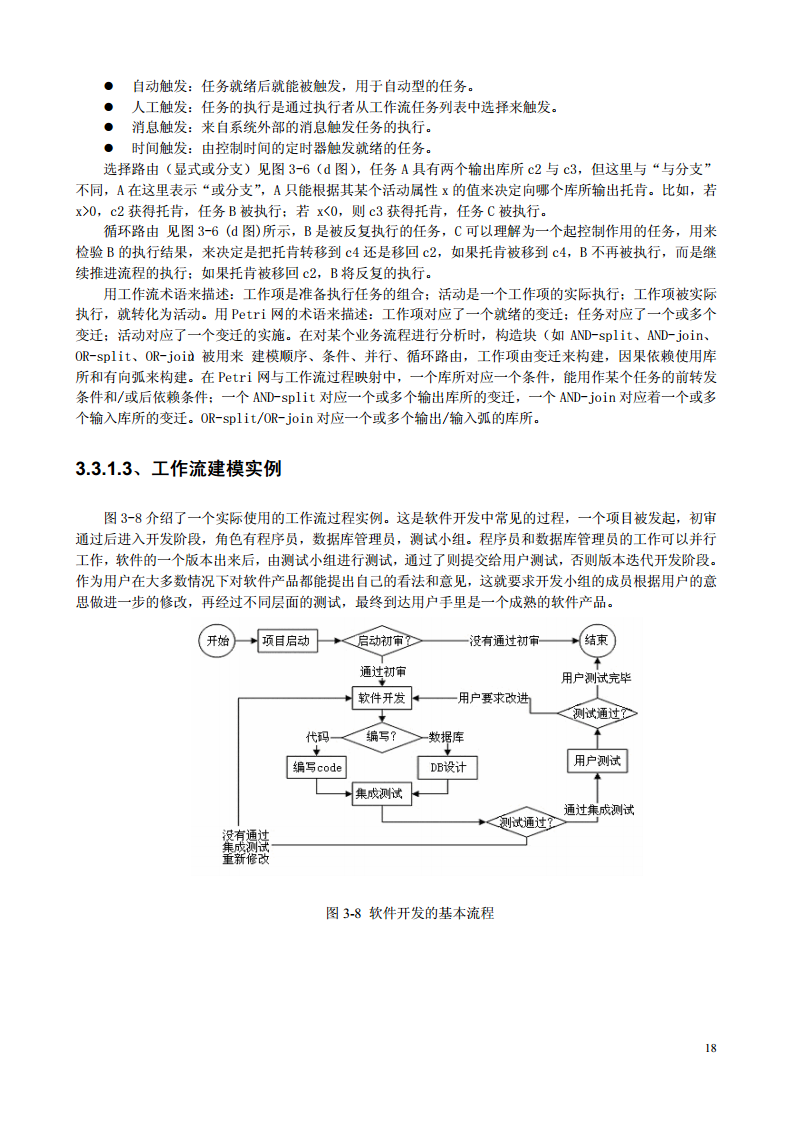 ● 自动触发：任务就绪后就能被触发，用于自动型的任务。
● 人工触发：任务的执行是通过执行者从工作流任务列表中选择来触发。
● 消息触发：来自系统外部的消息触发任务的执行。
● 时间触发：由控制时间的定时器触发就绪的任务。
选择路由（显式或分支）见图 3-6（d 图），任务 A 具有两个输出库所 c2 与 c3，但这里与“与分支”
不同，A 在这里表示“或分支”，A 只能根据其某个活动属性 x 的值来决定向哪个库所输出托肯。比如，若
x>0，c2 获得托肯，任务 B 被执行；若 x<0，则 c3 获得托肯，任务 C 被执行。
循环路由 见图 3-6 (d 图)所示，B 是被反复执行的任务，C 可以理解为一个起控制作用的任务，用来
检验 B 的执行结果，来决定是把托肯转移到 c4 还是移回 c2，如果托肯被移到 c4，B 不再被执行，而是继
续推进流程的执行；如果托肯被移回 c2，B 将反复的执行。
用工作流术语来描述：工作项是准备执行任务的组合；活动是一个工作项的实际执行；工作项被实际
执行，就转化为活动。用 Petri 网的术语来描述：工作项对应了一个就绪的变迁；任务对应了一个或多个
变迁；活动对应了一个变迁的实施。在对某个业务流程进行分析时，构造块（如 AND-split、AND-join、
OR-split、OR-join）被用来 建模顺序、条件、并行、循环路由，工作项由变迁来构建，因果依赖使用库
所和有向弧来构建。在 Petri 网与工作流过程映射中，一个库所对应一个条件，能用作某个任务的前转发
条件和/或后依赖条件；一个 AND-split 对应一个或多个输出库所的变迁，一个 AND-join 对应着一个或多
个输入库所的变迁。OR-split/OR-join 对应一个或多个输出/输入弧的库所。
3.3.1.3、工作流建模实例
图 3-8 介绍了一个实际使用的工作流过程实例。这是软件开发中常见的过程，一个项目被发起，初审
通过后进入开发阶段，角色有程序员，数据库管理员，测试小组。程序员和数据库管理员的工作可以并行
工作，软件的一个版本出来后，由测试小组进行测试，通过了则提交给用户测试，否则版本迭代开发阶段。
作为用户在大多数情况下对软件产品都能提出自己的看法和意见，这就要求开发小组的成员根据用户的意
思做进一步的修改，再经过不同层面的测试，最终到达用户手里是一个成熟的软件产品。
开始
项目启动
启动初审？
没有通过初审
结束
通过初审
用户测试完毕
软件开发
用户要求改进
测试通过？
代码
编写？
数据库
编写code
DB设计
用户测试
集成测试
通过集成测试
测试通过？
没有通过
集成测试
重新修改
图 3-8 软件开发的基本流程
18